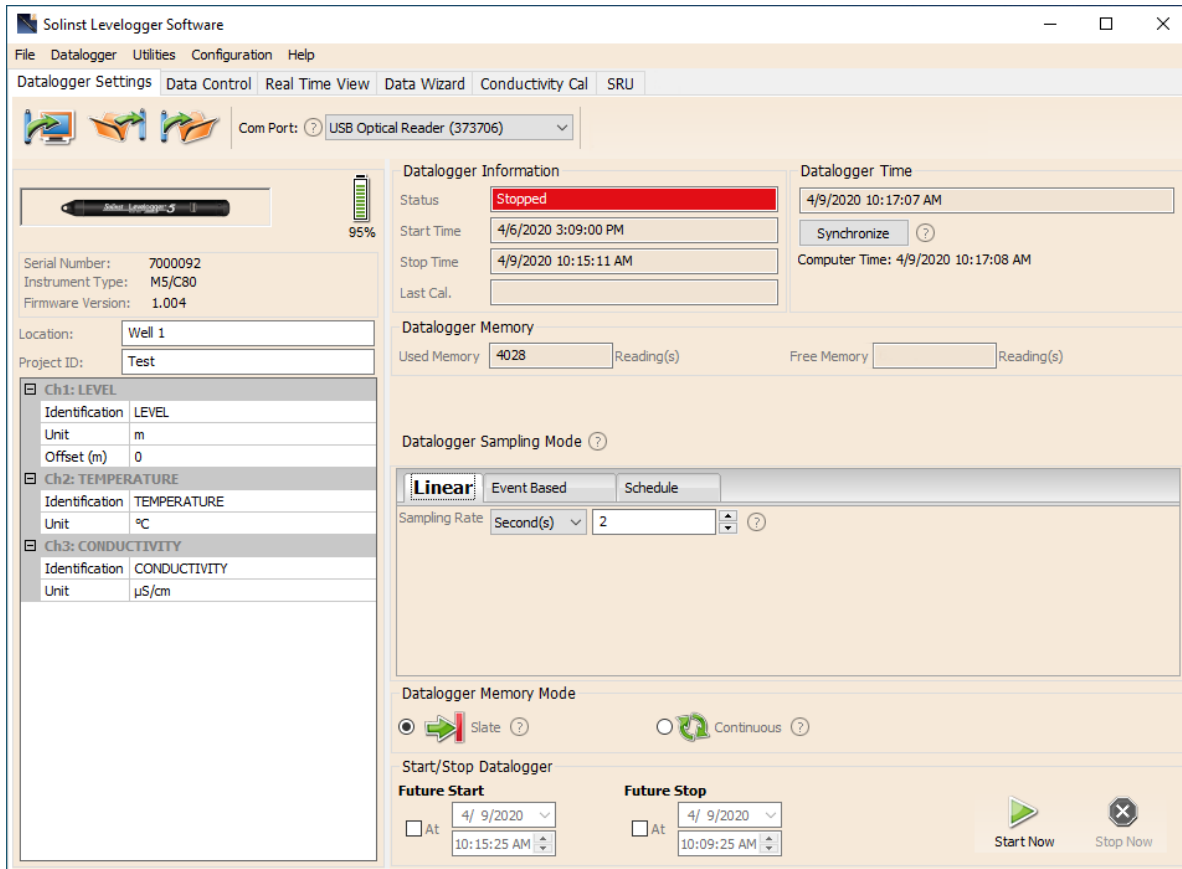 Solinst Levelogger Software
File Datalogger Utilities Configuration Help
Datalogger Settings Data Control Real Time View Data Wizard Conductivity Cal SRU
Com Port: ? USB Optical Reader (373706)
Solinst Levelogger 5
95%
Serial Number: 7000092
Instrument Type: M5/C80
Firmware Version: 1.004
Location: Well 1
Project ID: Test
Ch1: LEVEL
Identification LEVEL
Unit m
Offset (m) 0
Ch2: TEMPERATURE
Identification TEMPERATURE
Unit ºC
Ch3: CONDUCTIVITY
Identification CONDUCTIVITY
Unit µS/cm
Datalogger Information
Status Stopped
Start Time 4/6/2020 3:09:00 PM
Stop Time 4/9/2020 10:15:11 AM
Last Cal.
Datalogger Time
4/9/2020 10:17:07 AM
Synchronize ?
Computer Time: 4/9/2020 10:17:08 AM
Datalogger Memory
Used Memory 4028 Reading(s) Free Memory Reading(s)
Datalogger Sampling Mode ?
Linear Event Based Schedule
Sampling Rate Second(s) 2 ?
Datalogger Memory Mode
Slate ? Continuous ?
Start/Stop Datalogger
Future Start
At 4/ 9/2020
10:15:25 AM
Future Stop
At 4/ 9/2020
10:09:25 AM
Start Now Stop Now